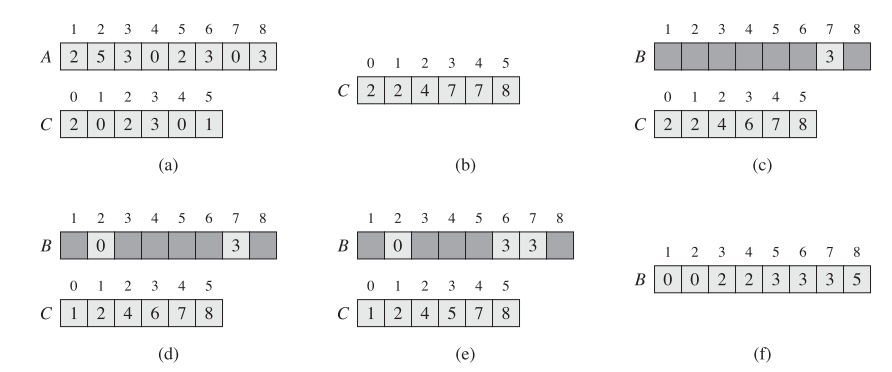 1 2 3 4 5 6 7 8
A 2 5 3 0 2 3 0 3
0 1 2 3 4 5
C 2 0 2 3 0 1
(a)
0 1 2 3 4 5
C 2 2 4 7 7 8
(b)
1 2 3 4 5 6 7 8
B 3
0 1 2 3 4 5
C 2 2 4 6 7 8
(c)
1 2 3 4 5 6 7 8
B 0 3
0 1 2 3 4 5
C 1 2 4 6 7 8
(d)
1 2 3 4 5 6 7 8
B 0 3 3
0 1 2 3 4 5
C 1 2 4 5 7 8
(e)
1 2 3 4 5 6 7 8
B 0 0 2 2 3 3 3 5
(f)